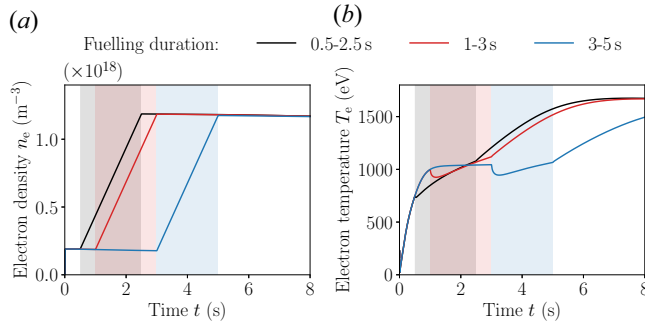 (a)
(b)
Fuelling duration: 0.5-2.5 s 1-3 s 3-5 s
(×10¹⁸)
Electron density nₑ (m⁻³)
1.0
0.5
0.0
0 2 4 6 8
Time t (s)
Electron temperature Tₑ (eV)
1500
1000
500
0
0 2 4 6 8
Time t (s)